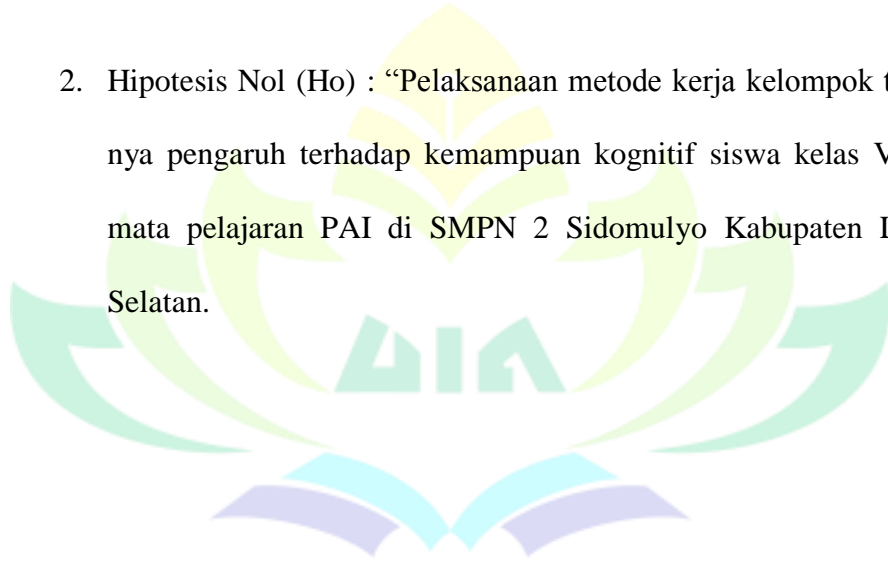 2. Hipotesis Nol (Ho) : “Pelaksanaan metode kerja kelompok
nya pengaruh terhadap kemampuan kognitif siswa kelas
mata pelajaran PAI di SMPN 2 Sidomulyo Kabupaten
Selatan.
UIN